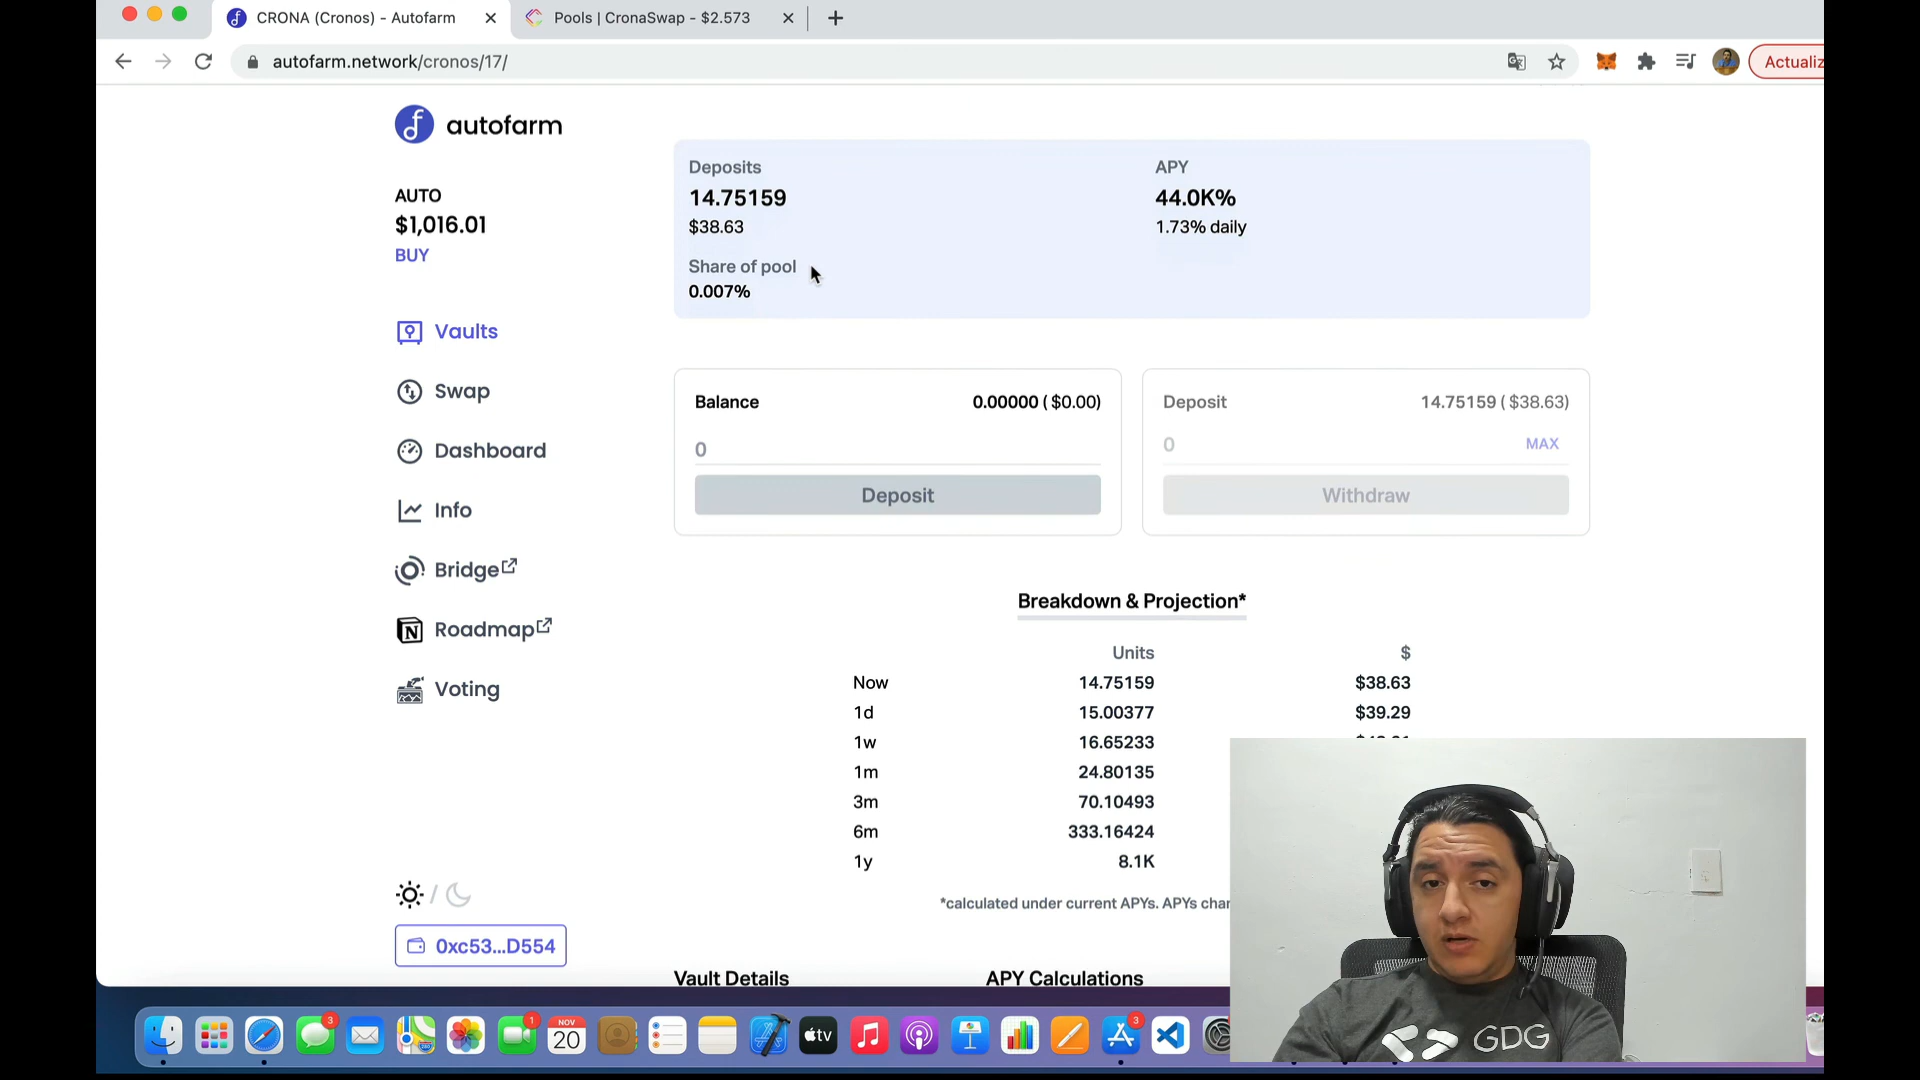 CRONA (Cronos) - Autofarm
Pools | CronaSwap - $2.573
autofarm.network/cronos/17/
Actualiz
autofarm
AUTO
$1,016.01
BUY
Vaults
Swap
Dashboard
Info
Bridge
Roadmap
Voting
0xc53...D554
Deposits
14.75159
$38.63
Share of pool
0.007%
APY
44.0K%
1.73% daily
Balance 0.00000 ( $0.00)
0
Deposit
Deposit 14.75159 ( $38.63)
0 MAX
Withdraw
Breakdown & Projection*
Units $
Now 14.75159 $38.63
1d 15.00377 $39.29
1w 16.65233
1m 24.80135
3m 70.10493
6m 333.16424
1y 8.1K
*calculated under current APYs. APYs char
Vault Details APY Calculations
3
1
NOV
20
tv
3
GDG